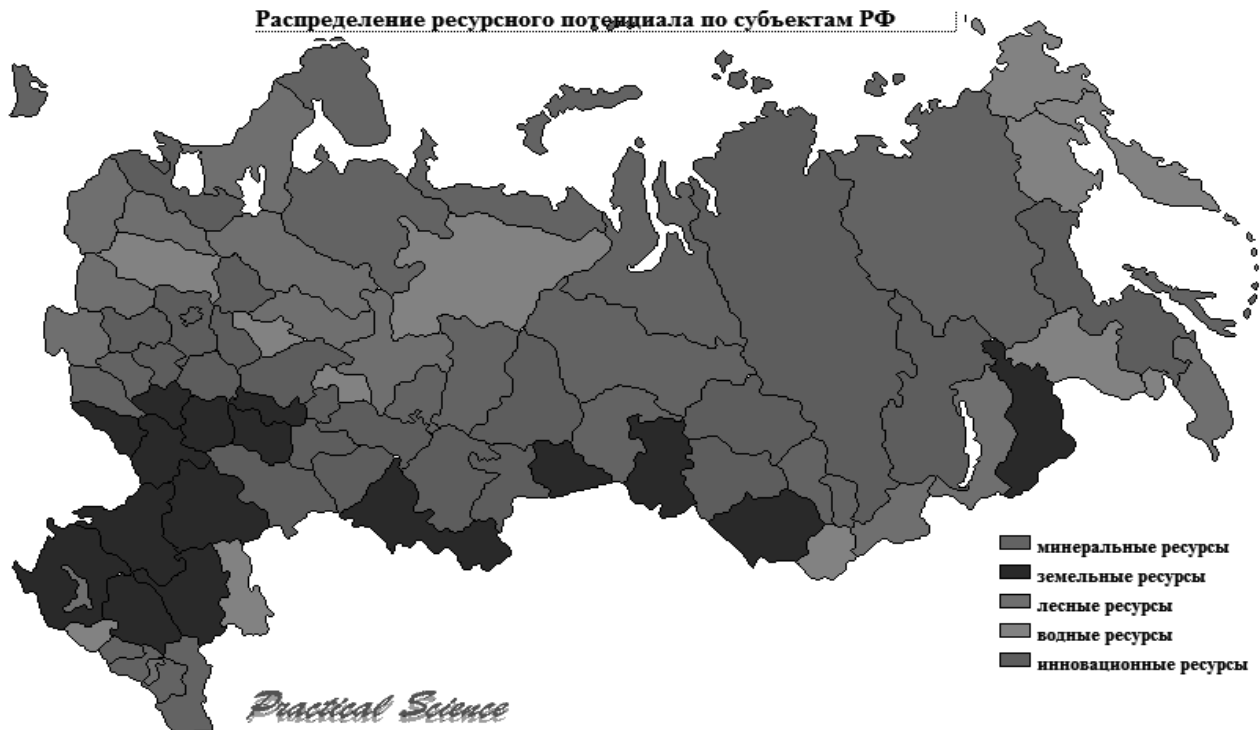 Распределение ресурсного потенциала по субъектам РФ
минеральные ресурсы
земельные ресурсы
лесные ресурсы
водные ресурсы
инновационные ресурсы
Practical Science